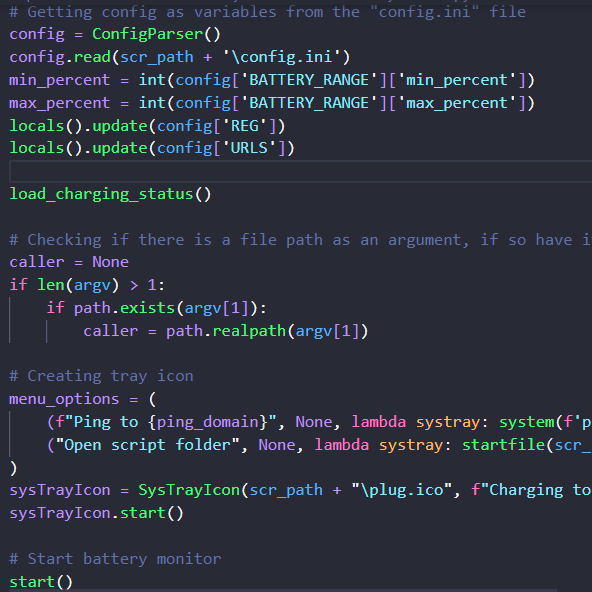 # Getting config as variables from the "config.ini" file
config = ConfigParser()
config.read(scr_path + '\config.ini')
min_percent = int(config['BATTERY_RANGE']['min_percent'])
max_percent = int(config['BATTERY_RANGE']['max_percent'])
locals().update(config['REG'])
locals().update(config['URLS'])
load_charging_status()
# Checking if there is a file path as an argument, if so have i
caller = None
if len(argv) > 1:
if path.exists(argv[1]):
caller = path.realpath(argv[1])
# Creating tray icon
menu_options = (
(f"Ping to {ping_domain}", None, lambda systray: system(f'p
("Open script folder", None, lambda systray: startfile(scr_
)
sysTrayIcon = SysTrayIcon(scr_path + "\plug.ico", f"Charging to
sysTrayIcon.start()
# Start battery monitor
start()